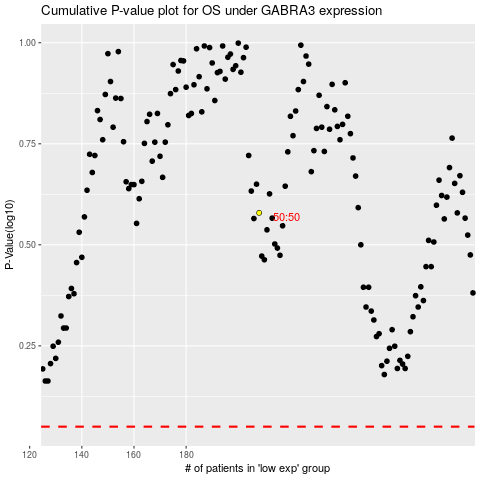 Cumulative P-value plot for OS under GABRA3 expression
P-Value(log10)
1.00
0.75
0.50
0.25
50:50
120 140 160 180
# of patients in 'low exp' group